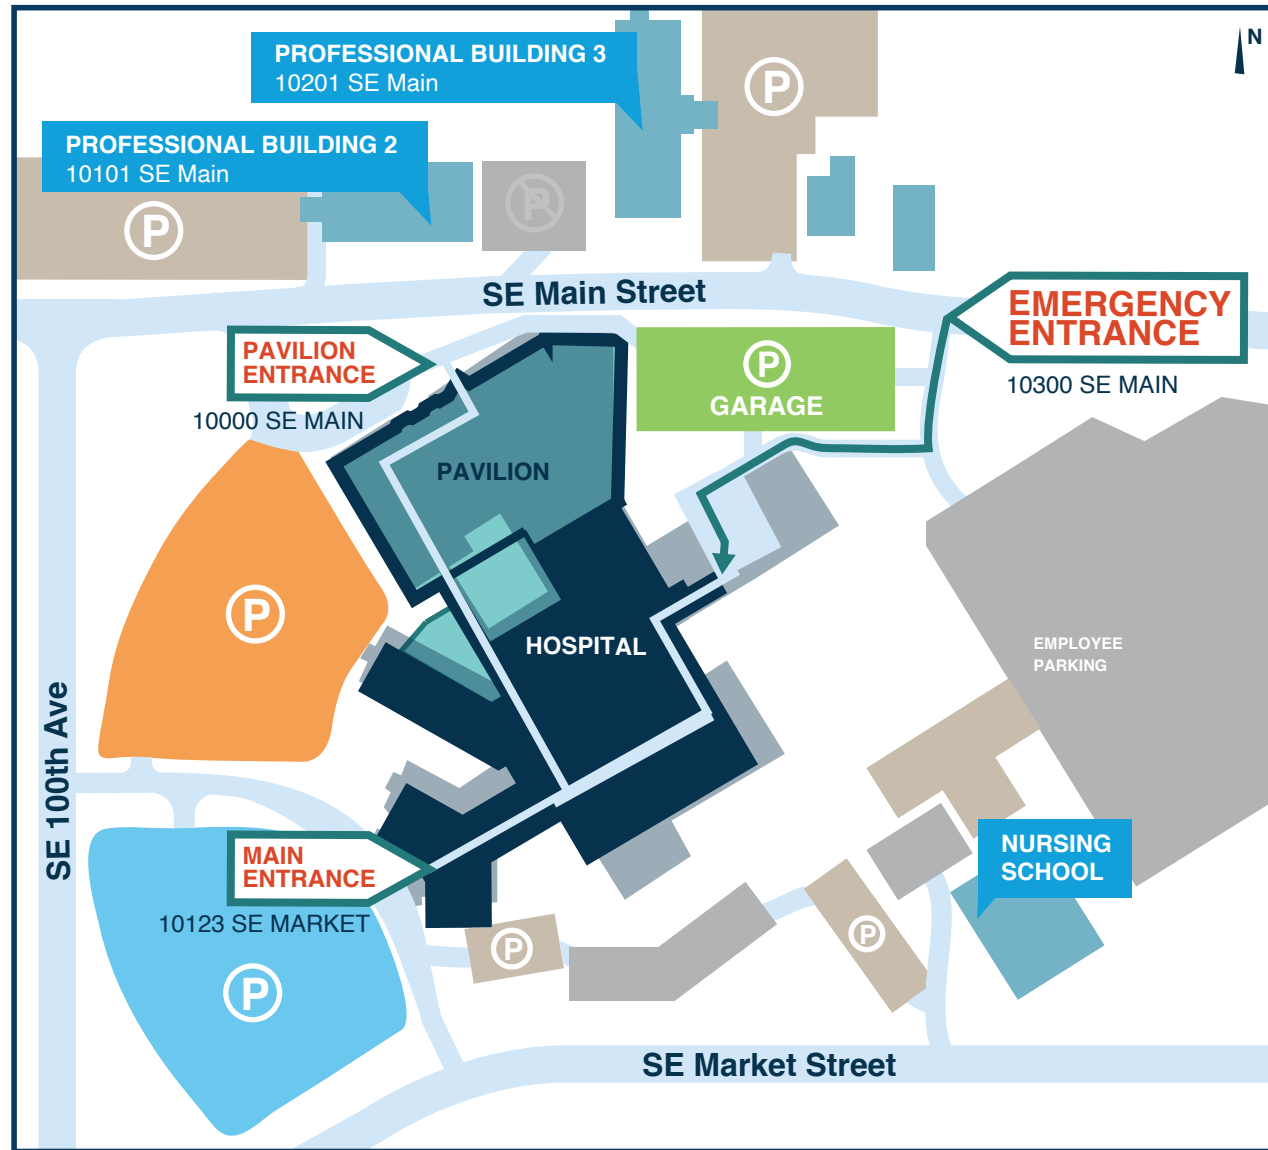 N
PROFESSIONAL BUILDING 3
10201 SE Main
P
PROFESSIONAL BUILDING 2
10101 SE Main
P
P
SE Main Street
EMERGENCY
ENTRANCE
10300 SE MAIN
PAVILION
ENTRANCE
10000 SE MAIN
P
GARAGE
PAVILION
P
HOSPITAL
EMPLOYEE
PARKING
SE 100th Ave
MAIN
ENTRANCE
10123 SE MARKET
NURSING
SCHOOL
P
P
P
SE Market Street